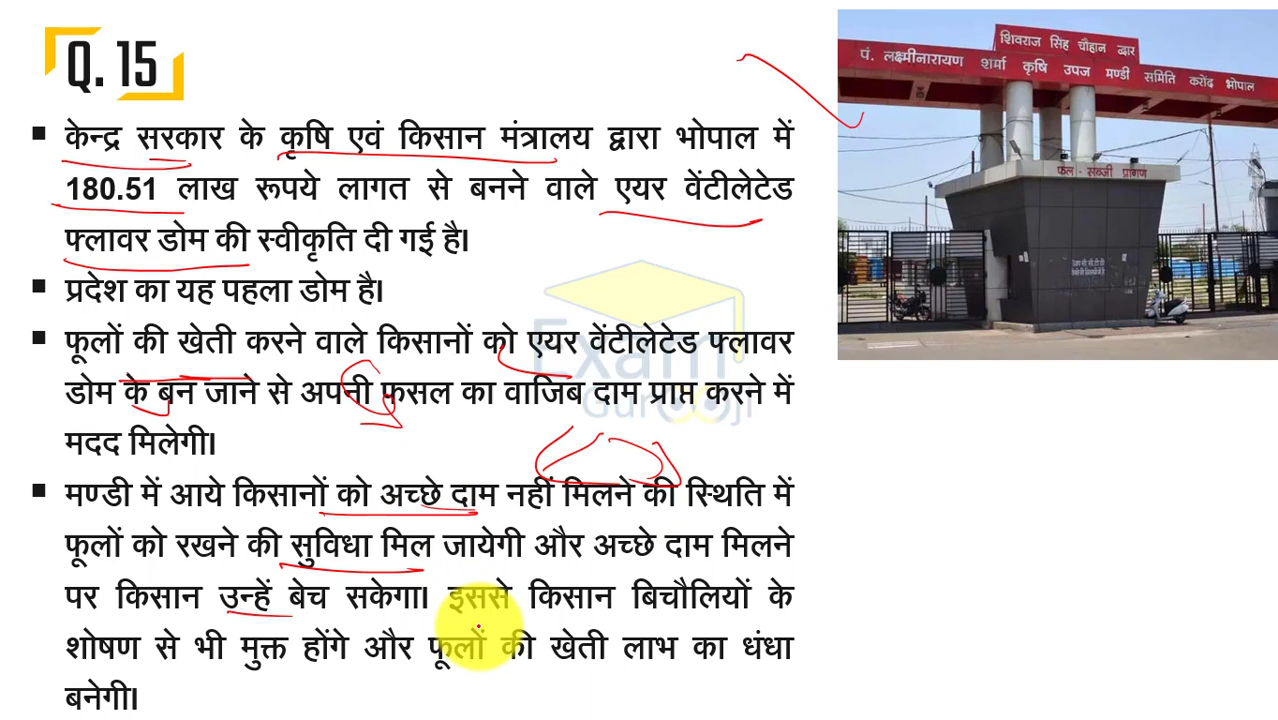 Q. 15
शिवराज सिंह चौहान द्वार
पं. लक्ष्मीनारायण शर्मा कृषि उपज मण्डी समिति करोंद भोपाल
फल - सब्जी प्रांगण
केन्द्र सरकार के कृषि एवं किसान मंत्रालय द्वारा भोपाल में
180.51 लाख रूपये लागत से बनने वाले एयर वेंटीलेटेड
फ्लावर डोम की स्वीकृति दी गई है।
प्रदेश का यह पहला डोम है।
फूलों की खेती करने वाले किसानों को एयर वेंटीलेटेड फ्लावर
डोम के बन जाने से अपनी फसल का वाजिब दाम प्राप्त करने में
मदद मिलेगी।
मण्डी में आये किसानों को अच्छे दाम नहीं मिलने की स्थिति में
फूलों को रखने की सुविधा मिल जायेगी और अच्छे दाम मिलने
पर किसान उन्हें बेच सकेगा। इससे किसान बिचौलियों के
शोषण से भी मुक्त होंगे और फूलों की खेती लाभ का धंधा
बनेगी।
Exam
Gurooji